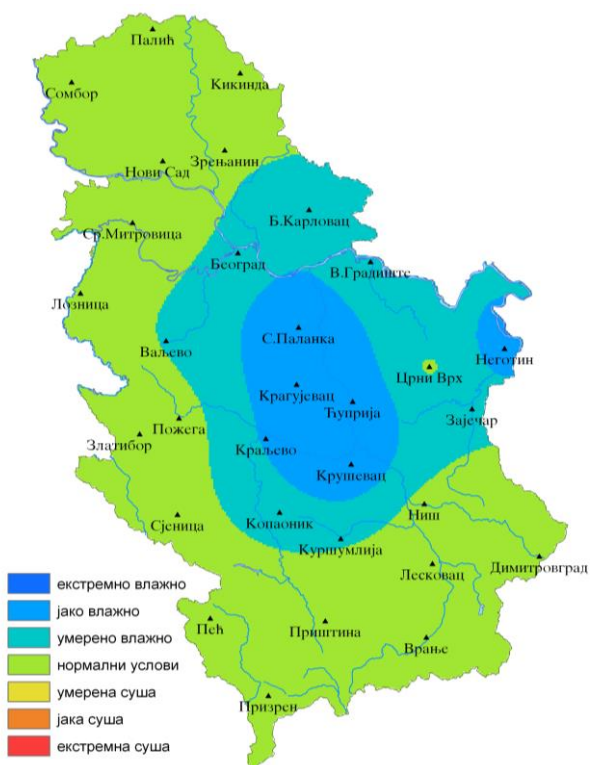 Палић
Сомбор
Кикинда
Нови Сад
Зрењанин
Б.Карловац
Ср.Митровица
Београд
В.Градиште
Лозница
С.Паланка
Ваљево
Неготин
Црни Врх
Крагујевац
Ћуприја
Зајечар
Пожега
Златибор
Краљево
Крушевац
Сјеница
Копаоник
Ниш
Куршумлија
Лесковац
Димитровград
Пећ
Приштина
Врање
Призрен
екстремно влажно
јако влажно
умерено влажно
нормални услови
умерена суша
јака суша
екстремна суша